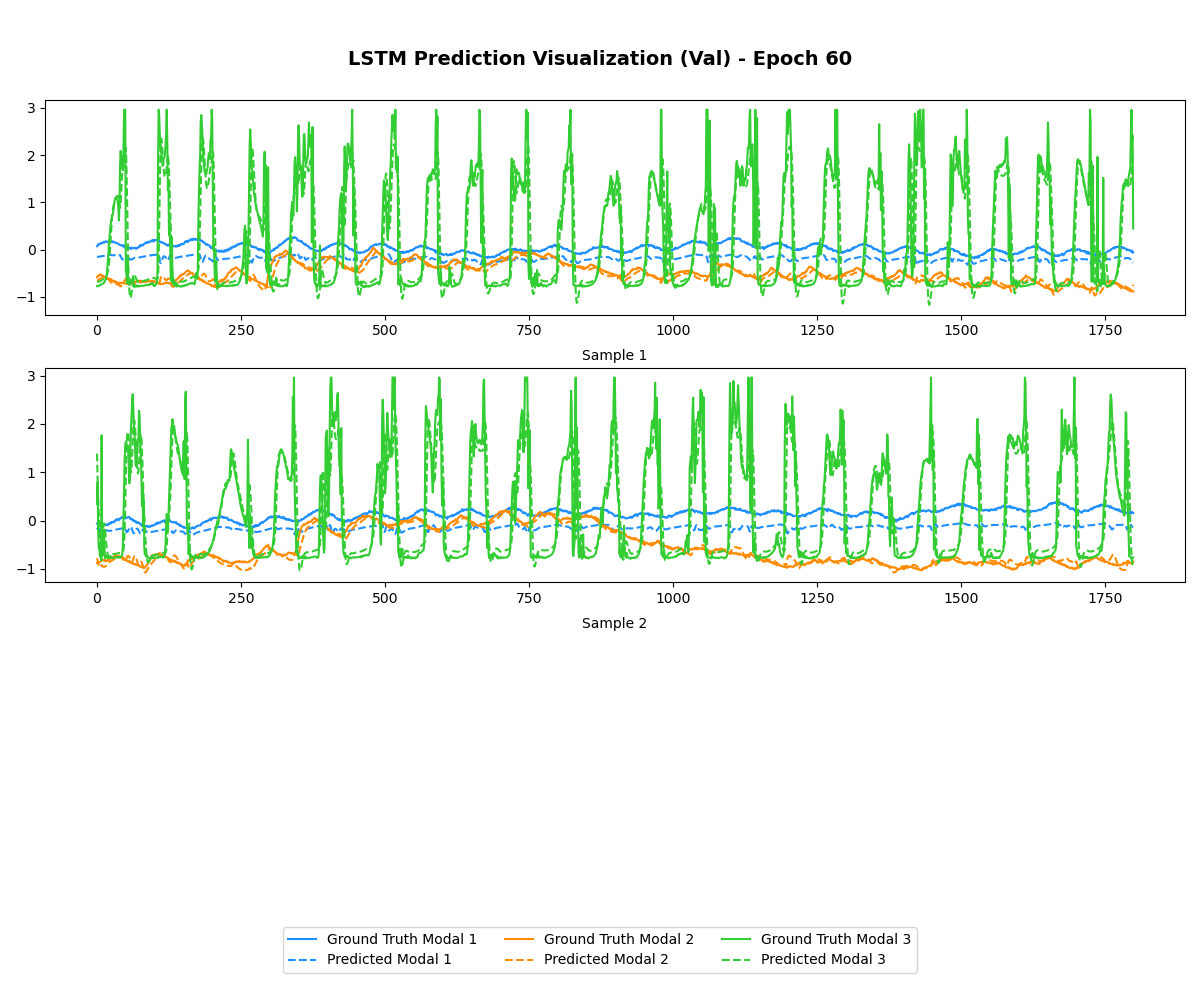 LSTM Prediction Visualization (Val) - Epoch 60
3
2
1
0
−1
0 250 500 750 1000 1250 1500 1750
Sample 1
3
2
1
0
−1
0 250 500 750 1000 1250 1500 1750
Sample 2
Ground Truth Modal 1 Ground Truth Modal 2 Ground Truth Modal 3
Predicted Modal 1 Predicted Modal 2 Predicted Modal 3